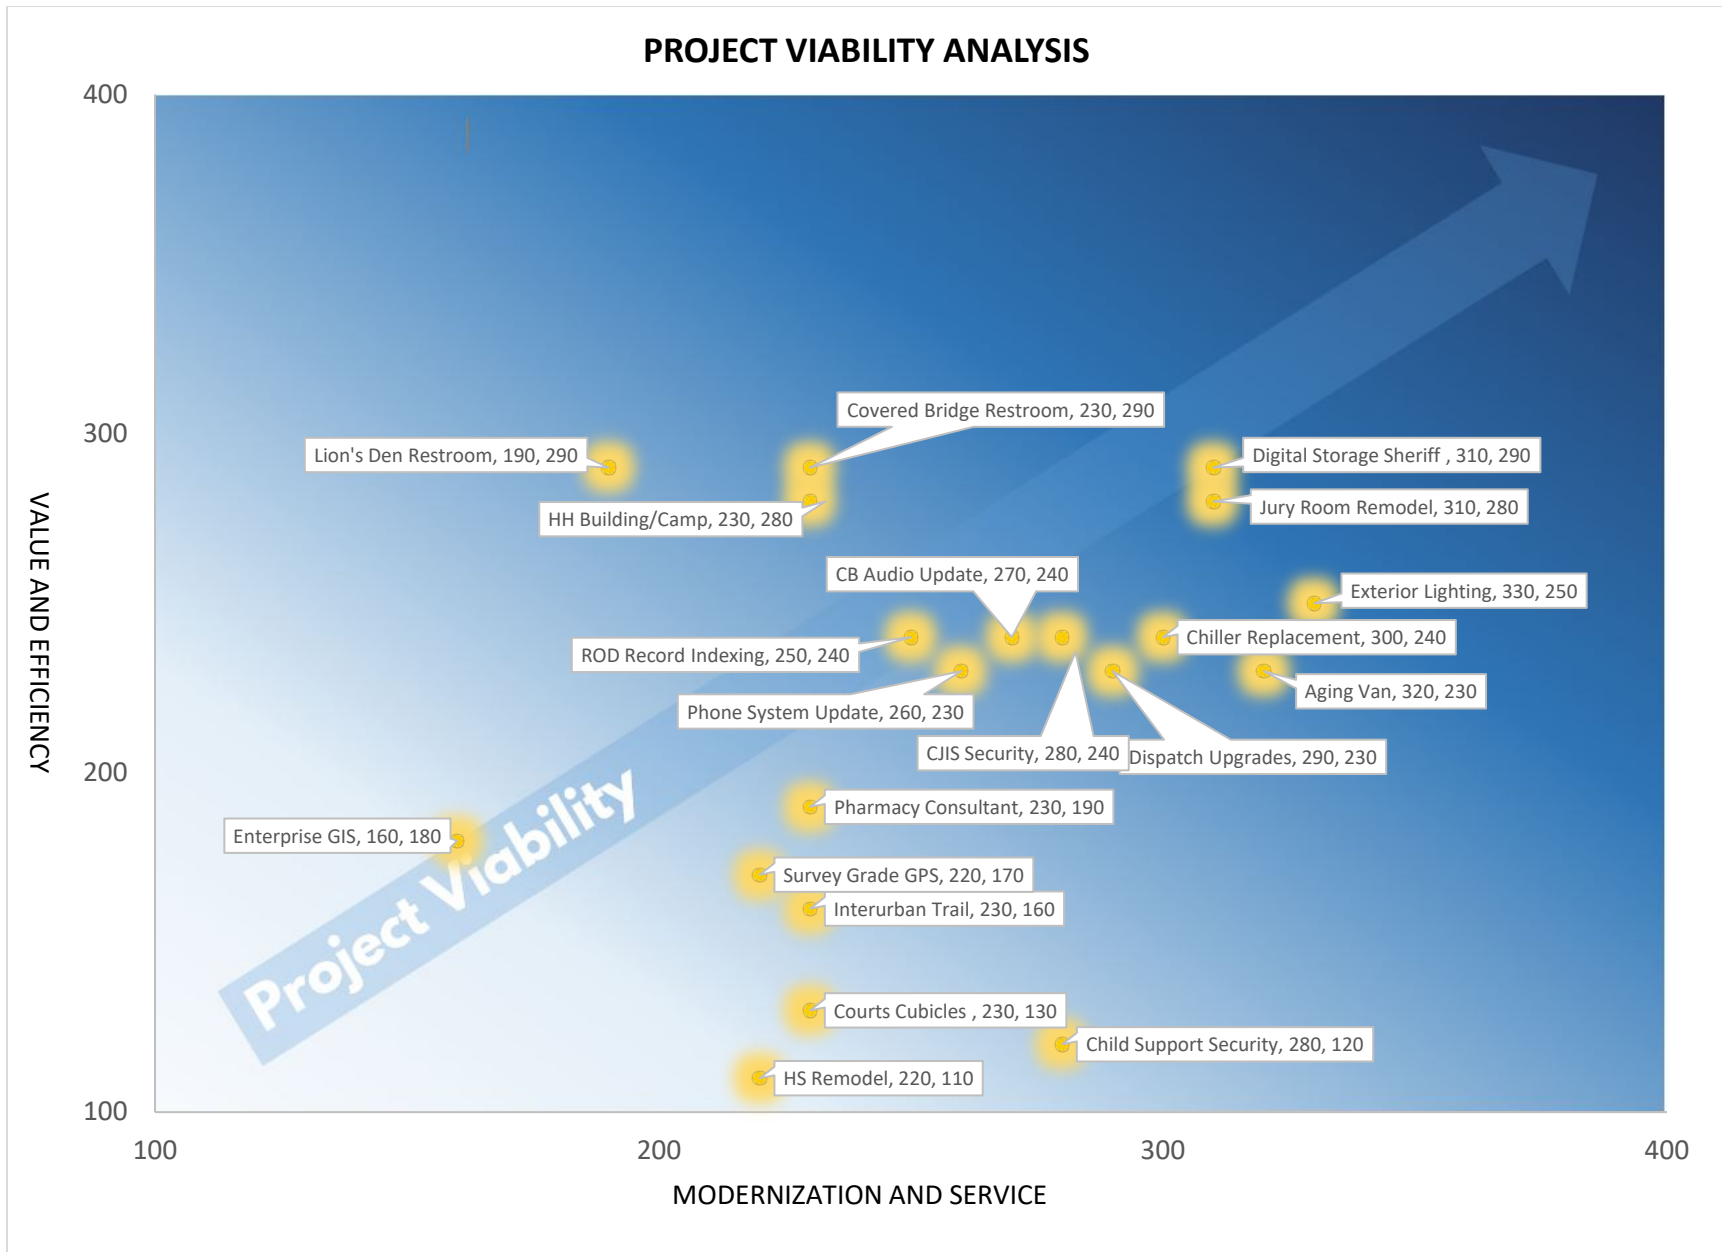 PROJECT VIABILITY ANALYSIS
400
300
200
100
VALUE AND EFFICIENCY
Covered Bridge Restroom, 230, 290
Lion's Den Restroom, 190, 290
Digital Storage Sheriff , 310, 290
HH Building/Camp, 230, 280
Jury Room Remodel, 310, 280
CB Audio Update, 270, 240
Exterior Lighting, 330, 250
ROD Record Indexing, 250, 240
Chiller Replacement, 300, 240
Phone System Update, 260, 230
Aging Van, 320, 230
CJIS Security, 280, 240
Dispatch Upgrades, 290, 230
Pharmacy Consultant, 230, 190
Enterprise GIS, 160, 180
Project Viability
Survey Grade GPS, 220, 170
Interurban Trail, 230, 160
Courts Cubicles , 230, 130
Child Support Security, 280, 120
HS Remodel, 220, 110
100 200 300 400
MODERNIZATION AND SERVICE